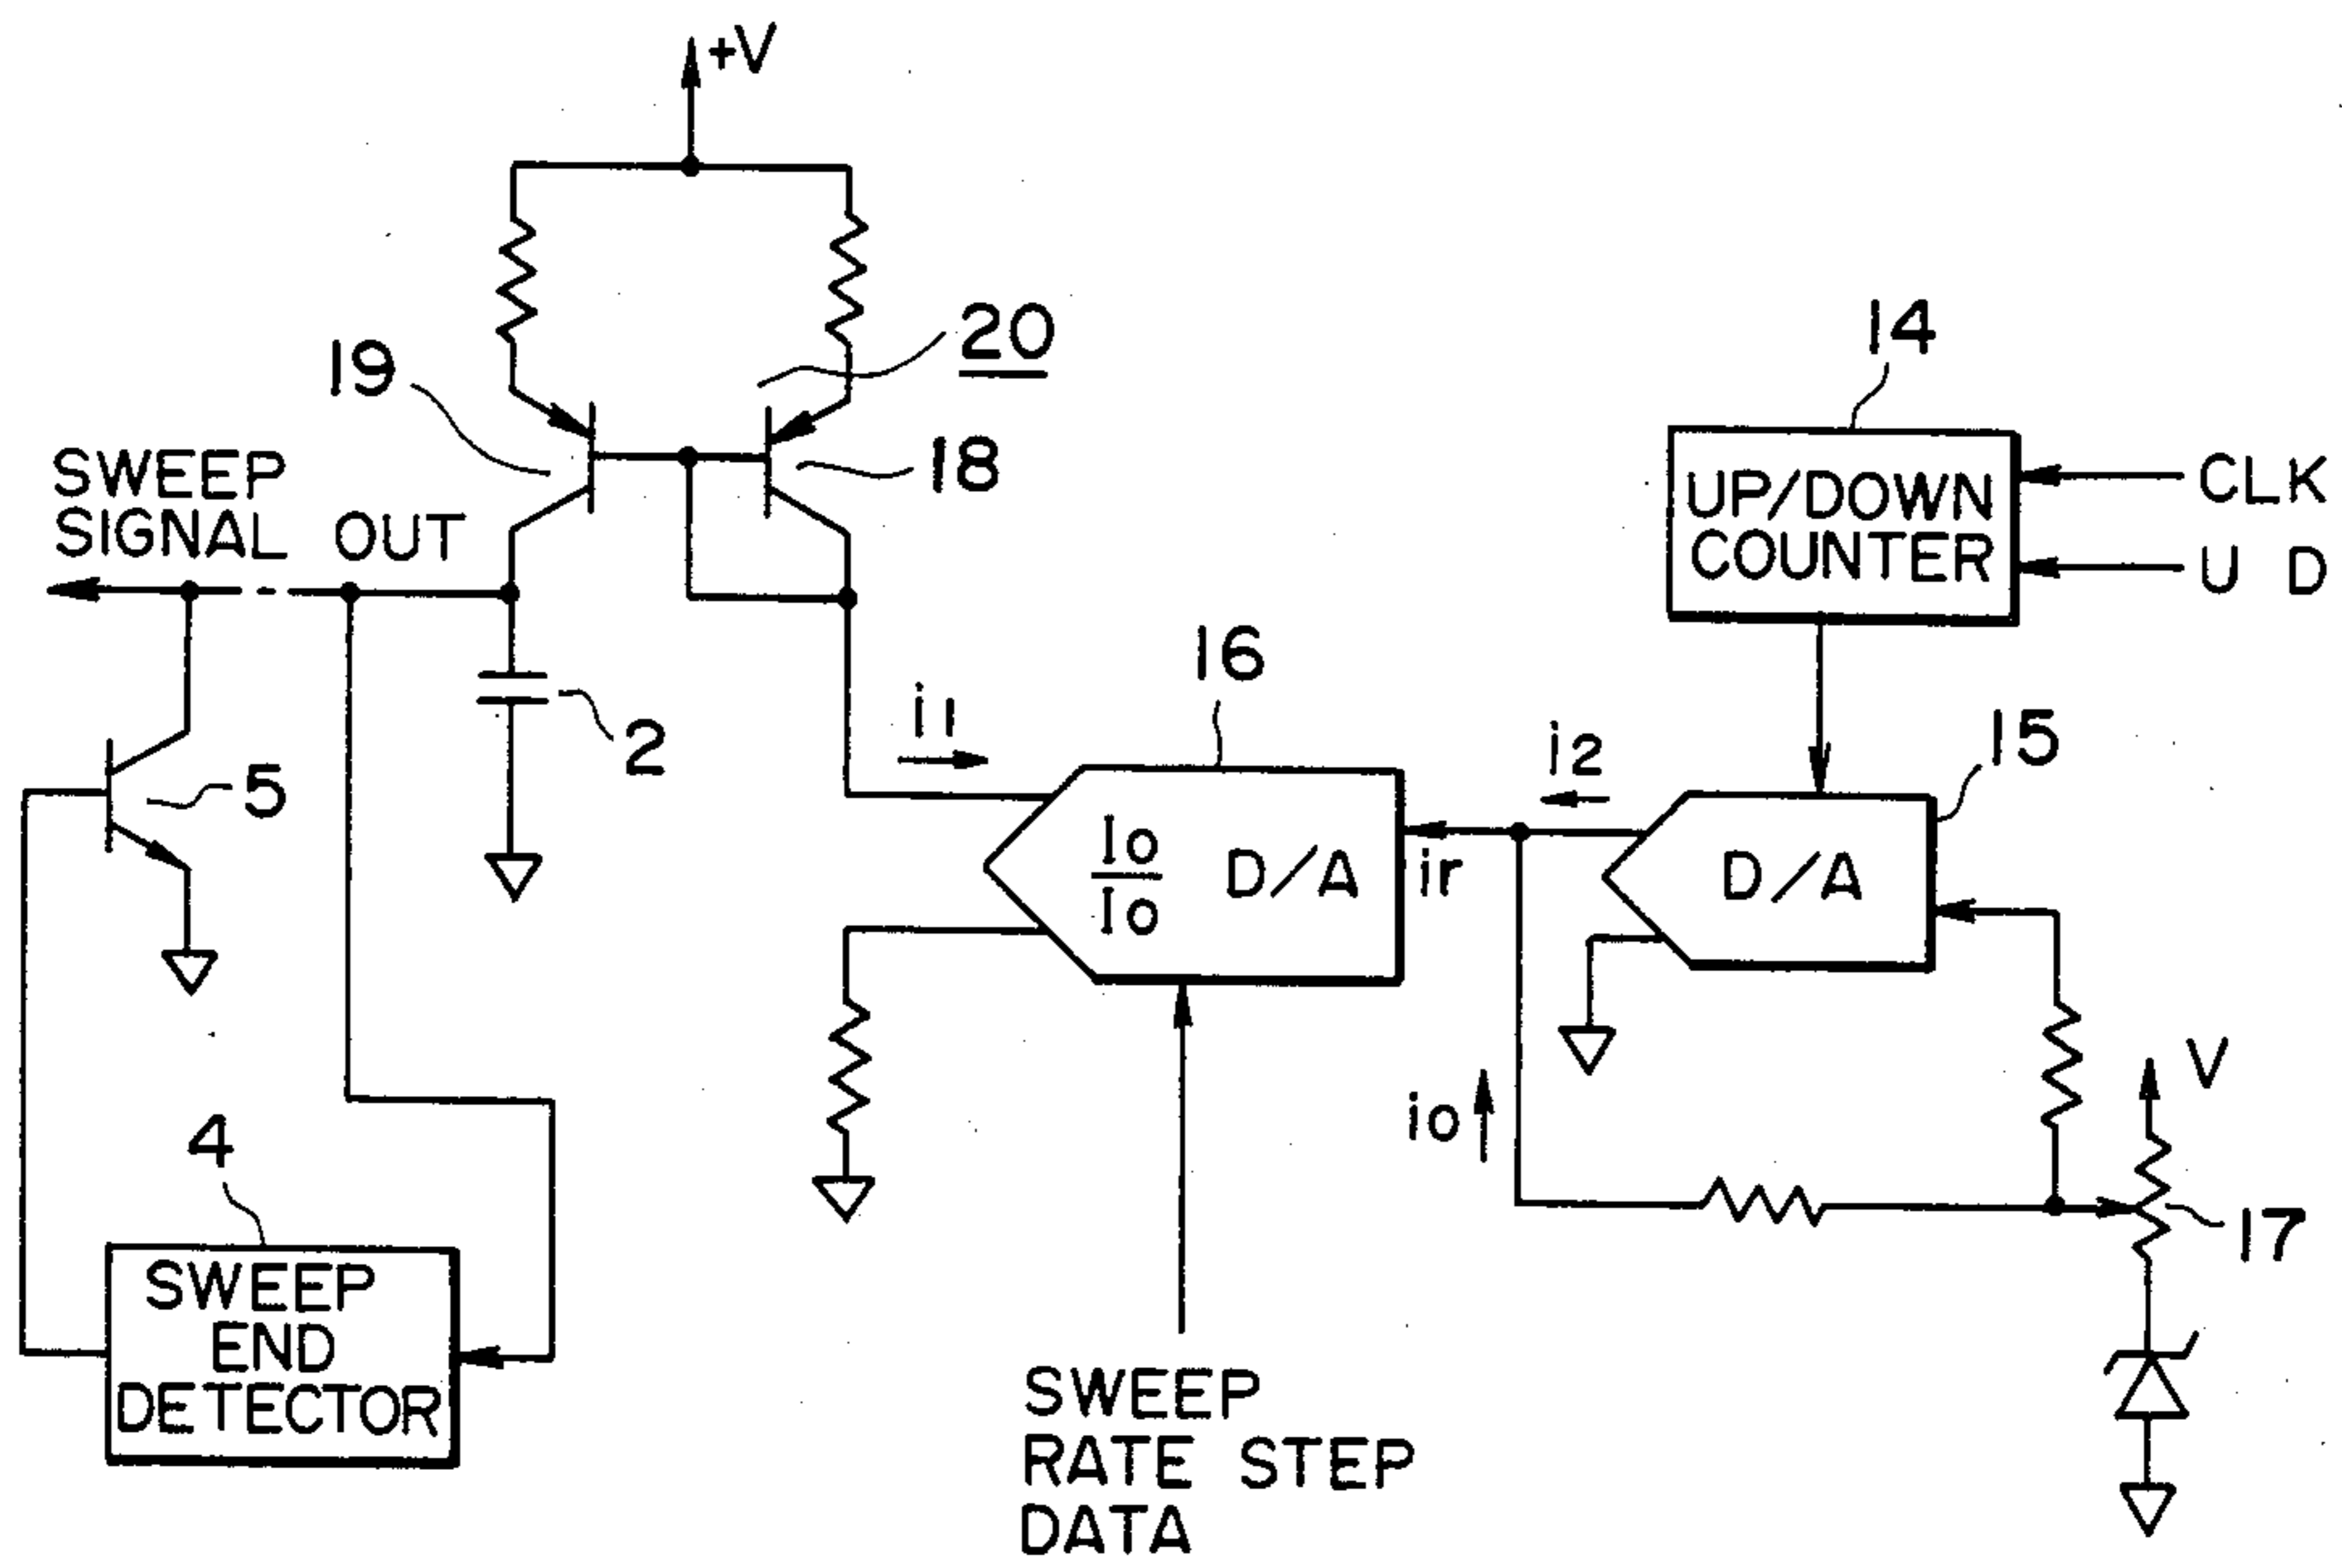 +V
20
19
18
SWEEP
SIGNAL OUT
14
UP/DOWN
COUNTER
CLK
U D
16
i1
2
5
Io
Io
D/A
ir
i2
15
D/A
io
V
17
4
SWEEP
END
DETECTOR
SWEEP
RATE STEP
DATA